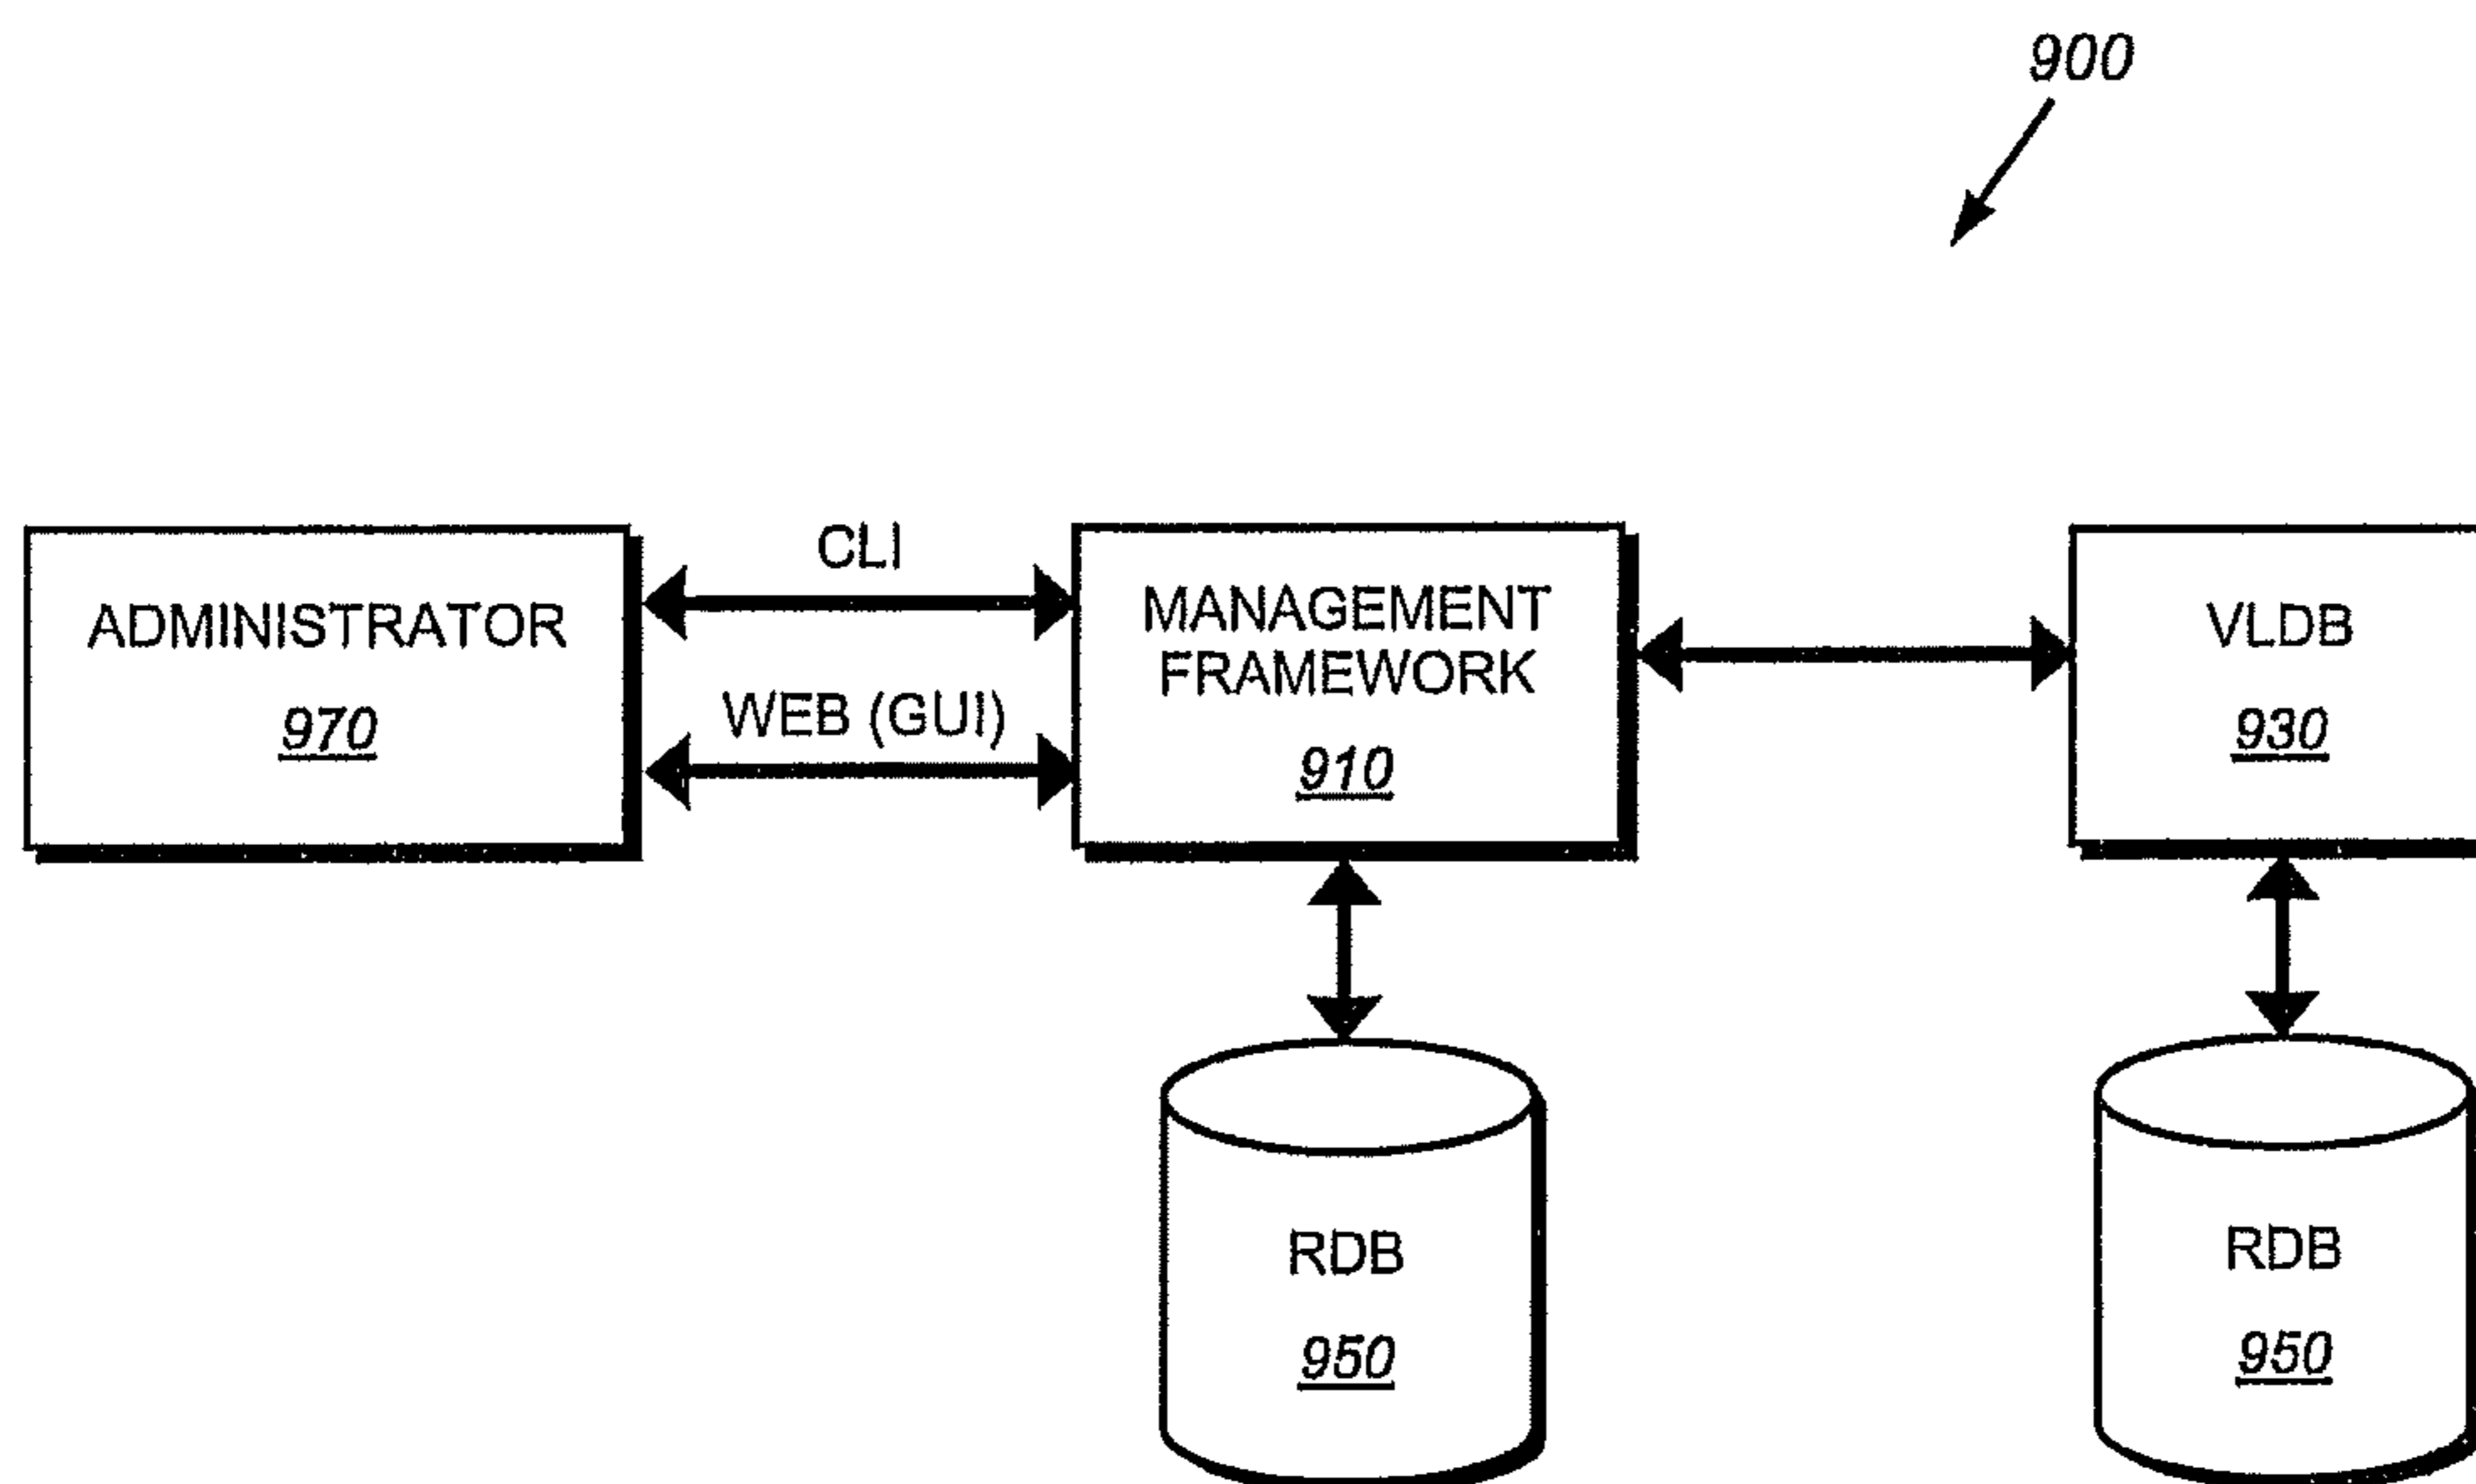 900
CLI
ADMINISTRATOR
970
WEB (GUI)
MANAGEMENT
FRAMEWORK
910
VLDB
930
RDB
950
RDB
950